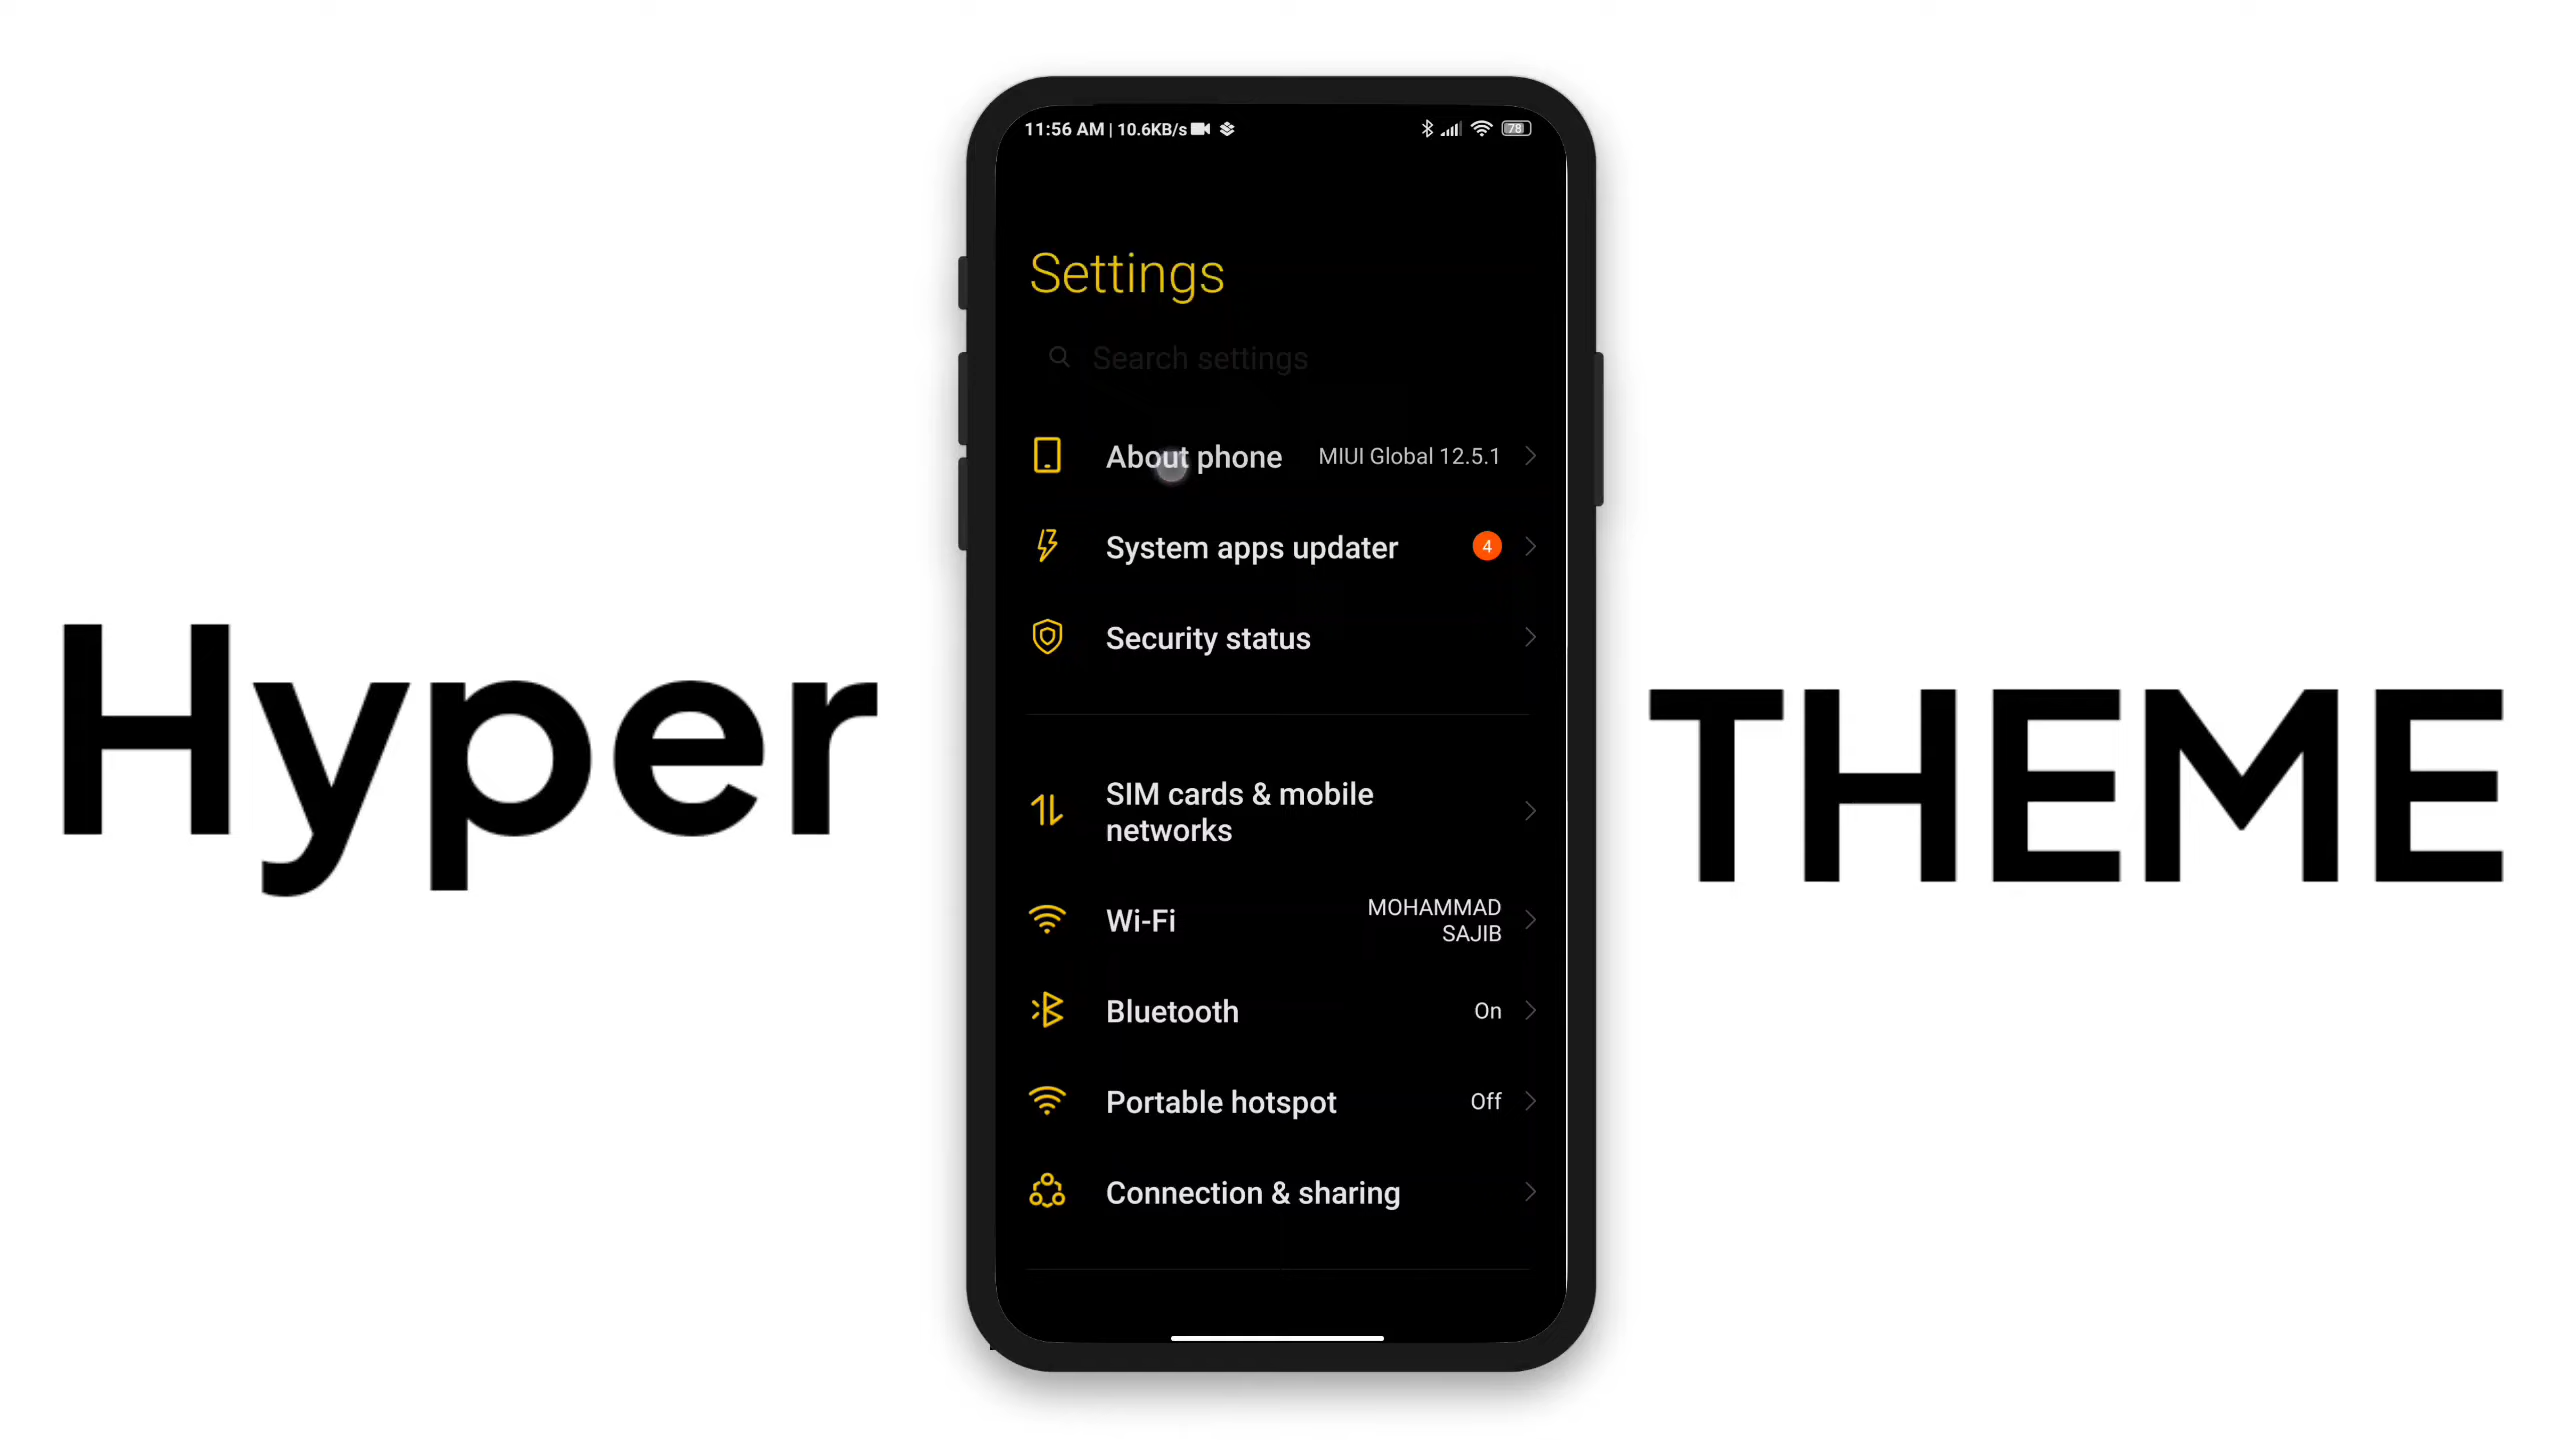 11:56 AM | 10.6KB/s
78
Settings
Search settings
About phone
MIUI Global 12.5.1
System apps updater
4
Security status
Hyper
THEME
SIM cards & mobile
networks
Wi-Fi
MOHAMMAD
SAJIB
Bluetooth
On
Portable hotspot
Off
Connection & sharing